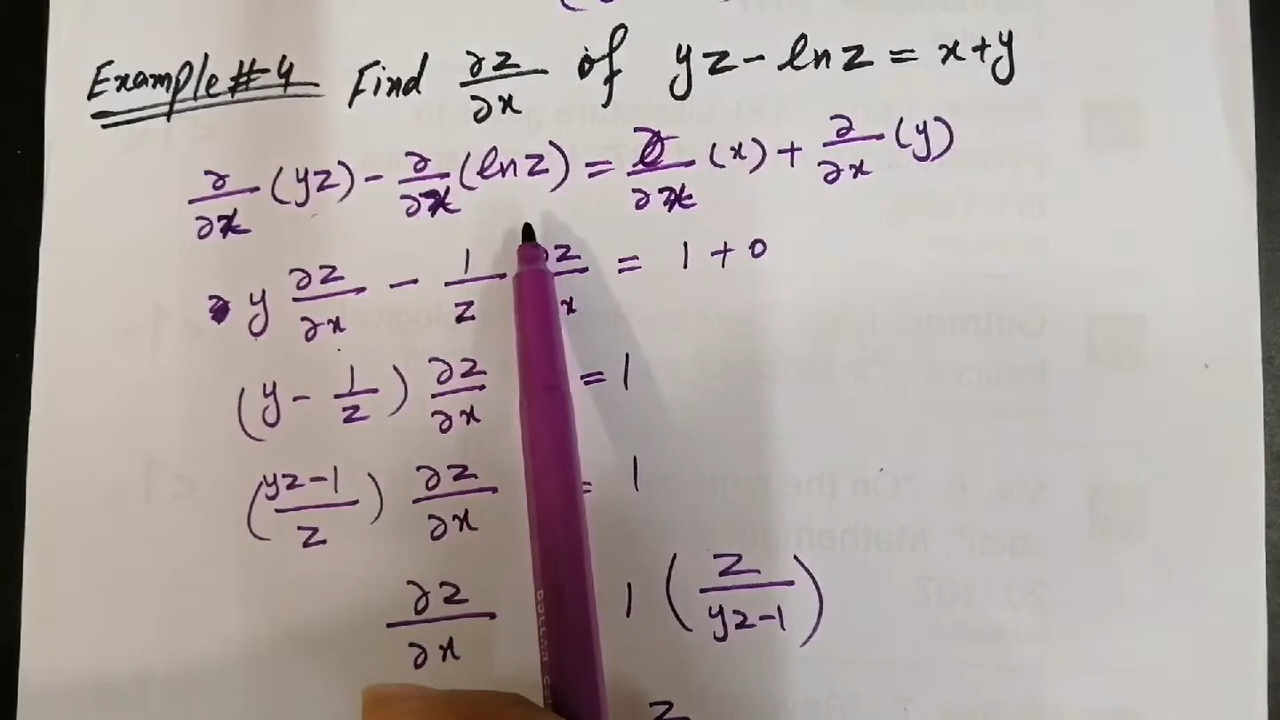 Example #4 Find ∂z/∂x of yz - ln z = x + y
∂/∂x (yz) - ∂/∂x (ln z) = ∂/∂x (x) + ∂/∂x (y)
y ∂z/∂x - 1/z ∂z/∂x = 1 + 0
(y - 1/z) ∂z/∂x = 1
((yz-1)/z) ∂z/∂x = 1
∂z/∂x 1 (z/(yz-1))
z